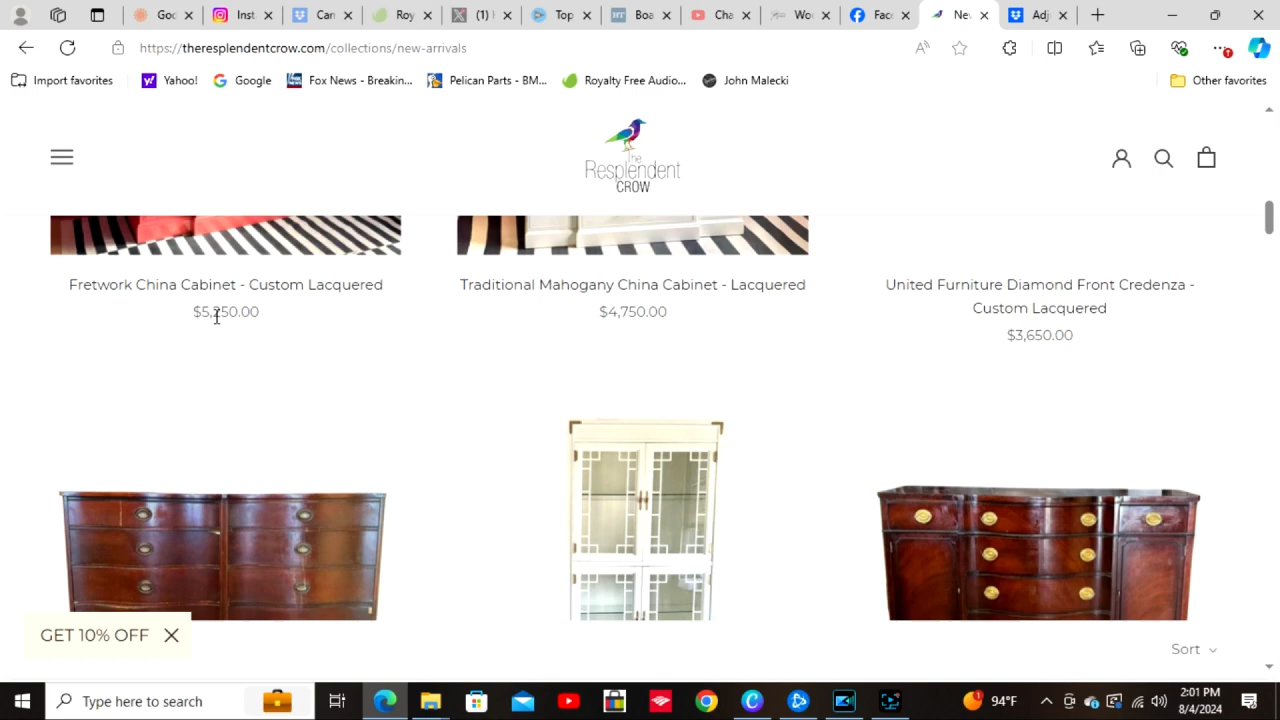 God
Inst
Can
Roy
(1) H
Top
HT Boa
Cha
Woo
Face
Nev
Adj
https://theresplendentcrow.com/collections/new-arrivals
Import favorites
Yahoo!
Google
Fox News - Breakin...
Pelican Parts - BM...
Royalty Free Audio...
John Malecki
Other favorites
The
Resplendent
CROW
Fretwork China Cabinet - Custom Lacquered
$5,250.00
Traditional Mahogany China Cabinet - Lacquered
$4,750.00
United Furniture Diamond Front Credenza -
Custom Lacquered
$3,650.00
GET 10% OFF
Sort
Type here to search
94°F
2:01 PM
8/4/2024